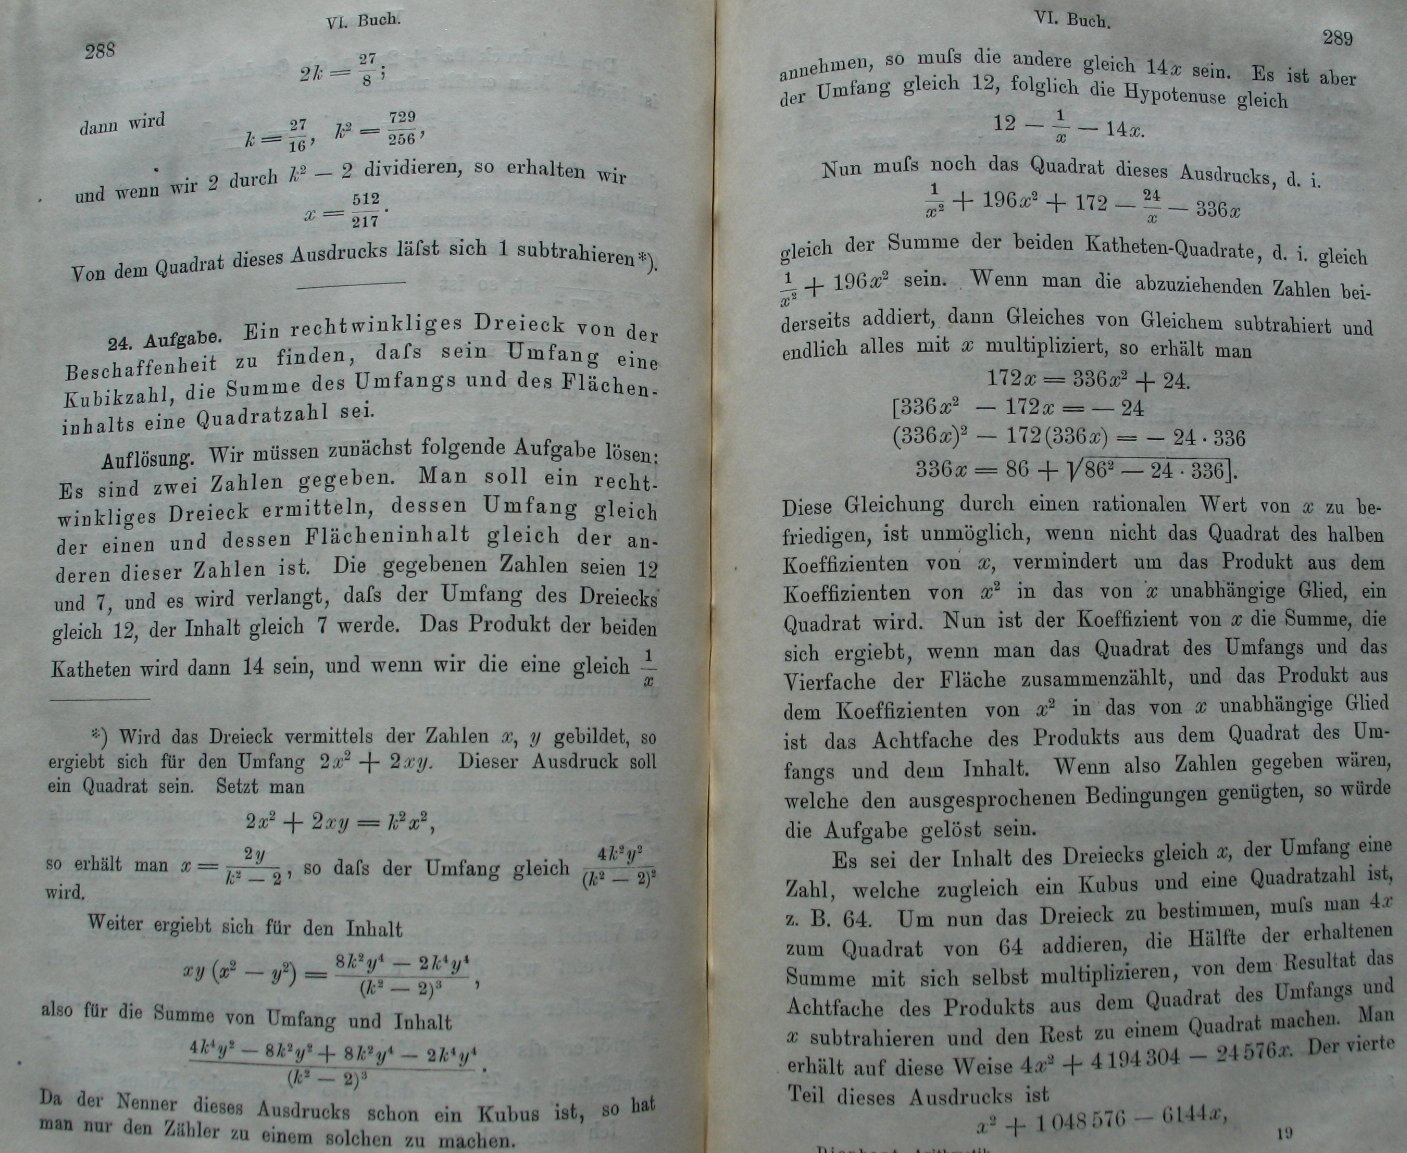 288
VI. Buch.
2k = 27/8;
dann wird
k = 27/16, k² = 729/256,
und wenn wir 2 durch k² — 2 dividieren, so erhalten wir
x = 512/217.
Von dem Quadrat dieses Ausdrucks läſst sich 1 subtrahieren*).
24. Aufgabe. Ein rechtwinkliges Dreieck von der
Beschaffenheit zu finden, daſs sein Umfang eine
Kubikzahl, die Summe des Umfangs und des Flächen-
inhalts eine Quadratzahl sei.
Auflösung. Wir müssen zunächst folgende Aufgabe lösen:
Es sind zwei Zahlen gegeben. Man soll ein recht-
winkliges Dreieck ermitteln, dessen Umfang gleich
der einen und dessen Flächeninhalt gleich der an-
deren dieser Zahlen ist. Die gegebenen Zahlen seien 12
und 7, und es wird verlangt, daſs der Umfang des Dreiecks
gleich 12, der Inhalt gleich 7 werde. Das Produkt der beiden
Katheten wird dann 14 sein, und wenn wir die eine gleich 1/x
*) Wird das Dreieck vermittels der Zahlen x, y gebildet, so
ergiebt sich für den Umfang 2x² + 2xy. Dieser Ausdruck soll
ein Quadrat sein. Setzt man
2x² + 2xy = k²x²,
so erhält man x = 2y/(k² — 2), so daſs der Umfang gleich 4k²y²/(k² — 2)²
wird.
Weiter ergiebt sich für den Inhalt
xy (x² — y²) = (8k²y⁴ — 2k⁴y⁴)/(k² — 2)³,
also für die Summe von Umfang und Inhalt
(4k⁴y² — 8k²y² + 8k²y⁴ — 2k⁴y⁴)/(k² — 2)³.
Da der Nenner dieses Ausdrucks schon ein Kubus ist, so hat
man nur den Zähler zu einem solchen zu machen.
VI. Buch.
289
annehmen, so muſs die andere gleich 14x sein. Es ist aber
der Umfang gleich 12, folglich die Hypotenuse gleich
12 — 1/x — 14x.
Nun muſs noch das Quadrat dieses Ausdrucks, d. i.
1/x² + 196x² + 172 — 24/x — 336x
gleich der Summe der beiden Katheten-Quadrate, d. i. gleich
1/x² + 196x² sein. Wenn man die abzuziehenden Zahlen bei-
derseits addiert, dann Gleiches von Gleichem subtrahiert und
endlich alles mit x multipliziert, so erhält man
172x = 336x² + 24.
[336x² — 172x = — 24
(336x)² — 172(336x) = — 24 · 336
336x = 86 + √(86² — 24 · 336)].
Diese Gleichung durch einen rationalen Wert von x zu be-
friedigen, ist unmöglich, wenn nicht das Quadrat des halben
Koeffizienten von x, vermindert um das Produkt aus dem
Koeffizienten von x² in das von x unabhängige Glied, ein
Quadrat wird. Nun ist der Koeffizient von x die Summe, die
sich ergiebt, wenn man das Quadrat des Umfangs und das
Vierfache der Fläche zusammenzählt, und das Produkt aus
dem Koeffizienten von x² in das von x unabhängige Glied
ist das Achtfache des Produkts aus dem Quadrat des Um-
fangs und dem Inhalt. Wenn also Zahlen gegeben wären,
welche den ausgesprochenen Bedingungen genügten, so würde
die Aufgabe gelöst sein.
Es sei der Inhalt des Dreiecks gleich x, der Umfang eine
Zahl, welche zugleich ein Kubus und eine Quadratzahl ist,
z. B. 64. Um nun das Dreieck zu bestimmen, muſs man 4x
zum Quadrat von 64 addieren, die Hälfte der erhaltenen
Summe mit sich selbst multiplizieren, von dem Resultat das
Achtfache des Produkts aus dem Quadrat des Umfangs und
x subtrahieren und den Rest zu einem Quadrat machen. Man
erhält auf diese Weise 4x² + 4194304 — 24576x. Der vierte
Teil dieses Ausdrucks ist
x² + 1048576 — 6144x,
19